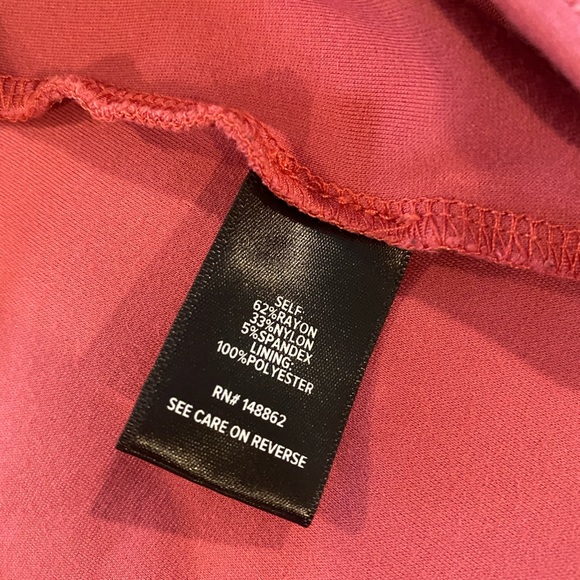 SELF:
62%RAYON
33%NYLON
5%SPANDEX
LINING:
100%POLYESTER
RN# 148862
SEE CARE ON REVERSE